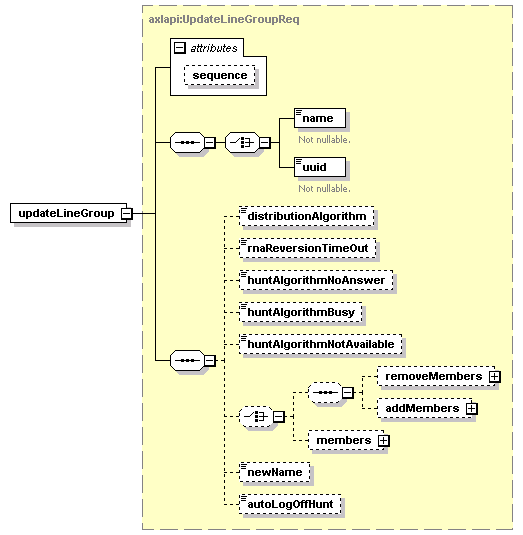 axlapi:UpdateLineGroupReq
attributes
sequence
name
Not nullable.
uuid
Not nullable.
updateLineGroup
distributionAlgorithm
rnaReversionTimeOut
huntAlgorithmNoAnswer
huntAlgorithmBusy
huntAlgorithmNotAvailable
removeMembers
addMembers
members
newName
autoLogOffHunt